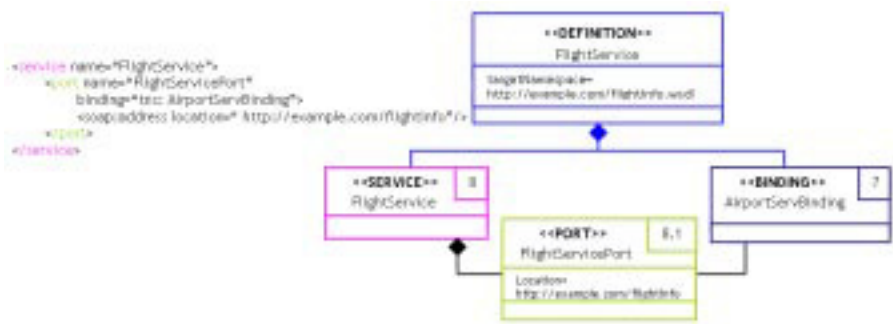 <service name="FlightService">
<port name="FlightServicePort"
binding="tns: AirportServBinding">
<soap:address location=" http://example.com/flightinfo"/>
</port>
</service>
<<DEFINITION>>
FlightService
targetNamespace=
http://example.com/flightinfo.wsdl
<<SERVICE>>
8
FlightService
<<BINDING>>
7
AirportServBinding
<<PORT>>
8.1
FlightServicePort
Location=
http://example.com/flightinfo